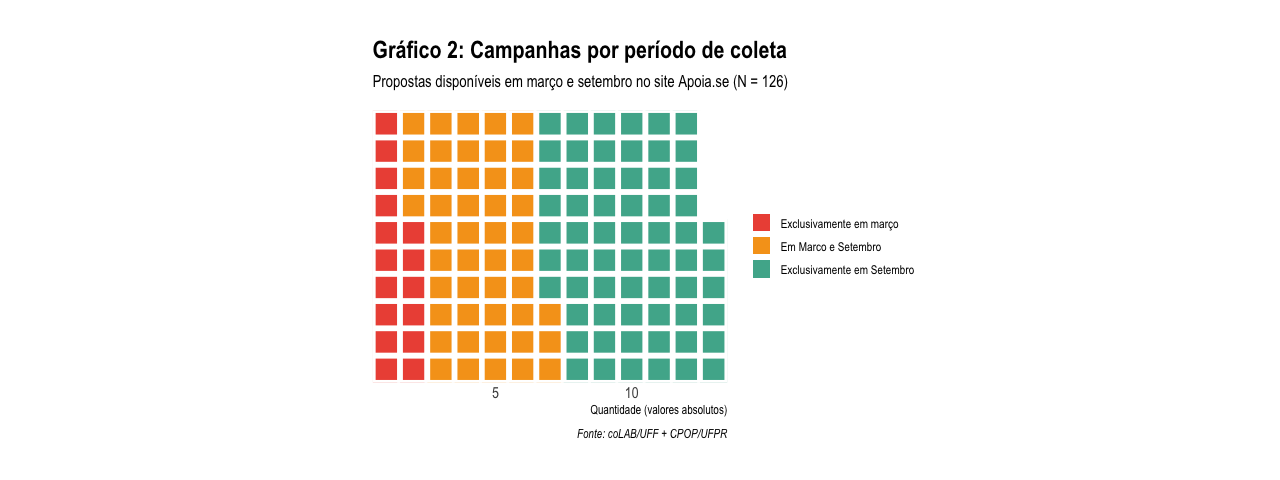 Gráfico 2: Campanhas por período de coleta
Propostas disponíveis em março e setembro no site Apoia.se (N = 126)
Exclusivamente em março
Em Marco e Setembro
Exclusivamente em Setembro
5 10
Quantidade (valores absolutos)
Fonte: coLAB/UFF + CPOP/UFPR